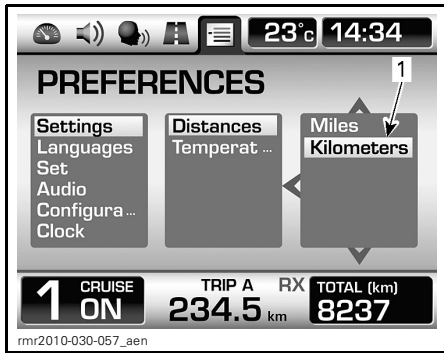 23°c 14:34
1
PREFERENCES
Settings
Languages
Set
Audio
Configura ...
Clock
Distances
Temperat ...
Miles
Kilometers
1 CRUISE ON
TRIP A
234.5 km
RX
TOTAL (km)
8237
rmr2010-030-057_aen